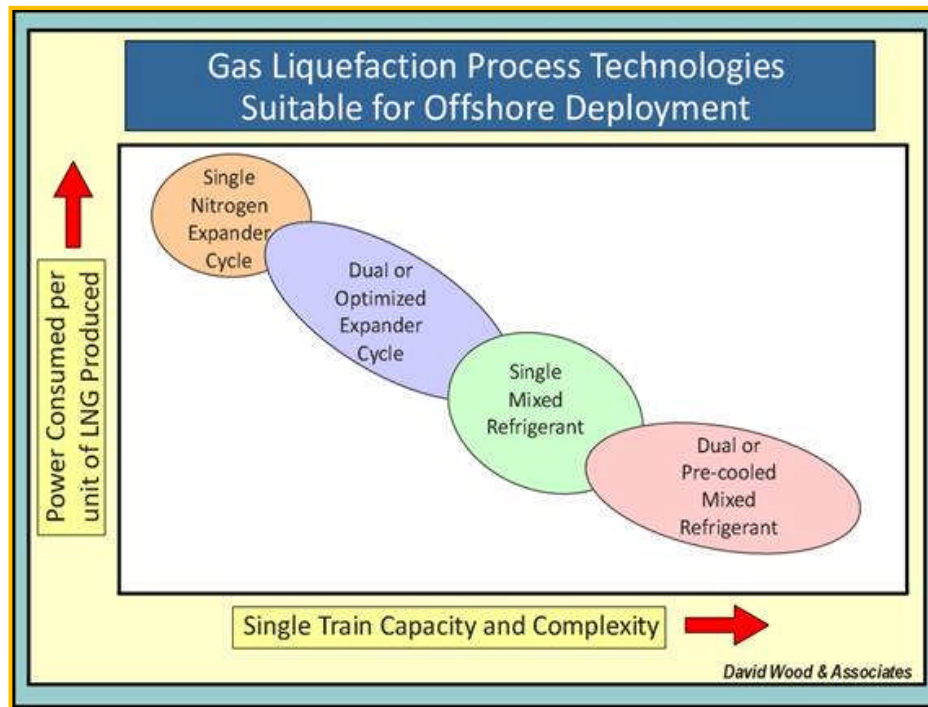 Gas Liquefaction Process Technologies
Suitable for Offshore Deployment
Power Consumed per
unit of LNG Produced
Single
Nitrogen
Expander
Cycle
Dual or
Optimized
Expander
Cycle
Single
Mixed
Refrigerant
Dual or
Pre-cooled
Mixed
Refrigerant
Single Train Capacity and Complexity
David Wood & Associates